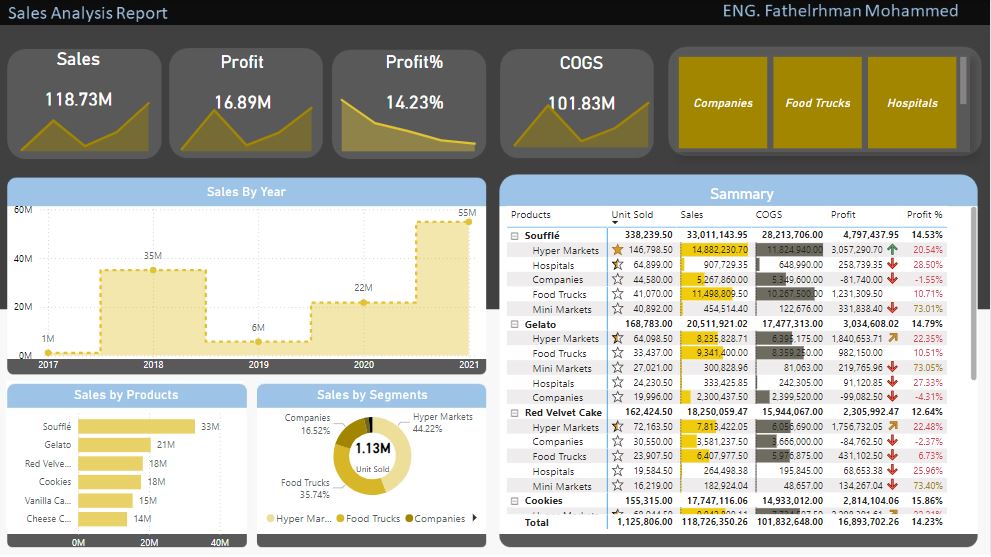 Sales Analysis Report
ENG. Fathelrhman Mohammed
Sales
118.73M
Profit
16.89M
Profit%
14.23%
COGS
101.83M
Companies
Food Trucks
Hospitals
Sales By Year
60M
40M
20M
0M
1M
35M
6M
22M
55M
2017 2018 2019 2020 2021
Sales by Products
Soufflé 33M
Gelato 21M
Red Velve... 18M
Cookies 18M
Vanilla Ca... 15M
Cheese C... 14M
0M 20M 40M
Sales by Segments
Companies
16.52%
Hyper Markets
44.22%
Food Trucks
35.74%
1.13M
Unit Sold
Hyper Mar... Food Trucks Companies
Sammary
Products Unit Sold Sales COGS Profit Profit %
Soufflé 338,239.50 33,011,143.95 28,213,706.00 4,797,437.95 14.53%
Hyper Markets 146,798.50 14,882,230.70 11,824,940.00 3,057,290.70 20.54%
Hospitals 64,899.00 907,729.35 648,990.00 258,739.35 28.50%
Companies 44,580.00 5,267,860.00 5,349,600.00 -81,740.00 -1.55%
Food Trucks 41,070.00 11,498,809.50 10,267,500.00 1,231,309.50 10.71%
Mini Markets 40,892.00 454,514.40 122,676.00 331,838.40 73.01%
Gelato 168,783.00 20,511,921.02 17,477,313.00 3,034,608.02 14.79%
Hyper Markets 64,098.50 8,235,828.71 6,395,175.00 1,840,653.71 22.35%
Food Trucks 33,437.00 9,341,400.00 8,359,250.00 982,150.00 10.51%
Mini Markets 27,021.00 300,828.96 81,063.00 219,765.96 73.05%
Hospitals 24,230.50 333,425.85 242,305.00 91,120.85 27.33%
Companies 19,996.00 2,300,437.50 2,399,520.00 -99,082.50 -4.31%
Red Velvet Cake 162,424.50 18,250,059.47 15,944,067.00 2,305,992.47 12.64%
Hyper Markets 72,163.50 7,813,422.05 6,056,690.00 1,756,732.05 22.48%
Companies 30,550.00 3,581,237.50 3,666,000.00 -84,762.50 -2.37%
Food Trucks 23,907.50 6,407,977.50 5,976,875.00 431,102.50 6.73%
Hospitals 19,584.50 264,498.38 195,845.00 68,653.38 25.96%
Mini Markets 16,219.00 182,924.04 48,657.00 134,267.04 73.40%
Cookies 155,315.00 17,747,116.06 14,933,012.00 2,814,104.06 15.86%
Total 1,125,806.00 118,726,350.26 101,832,648.00 16,893,702.26 14.23%